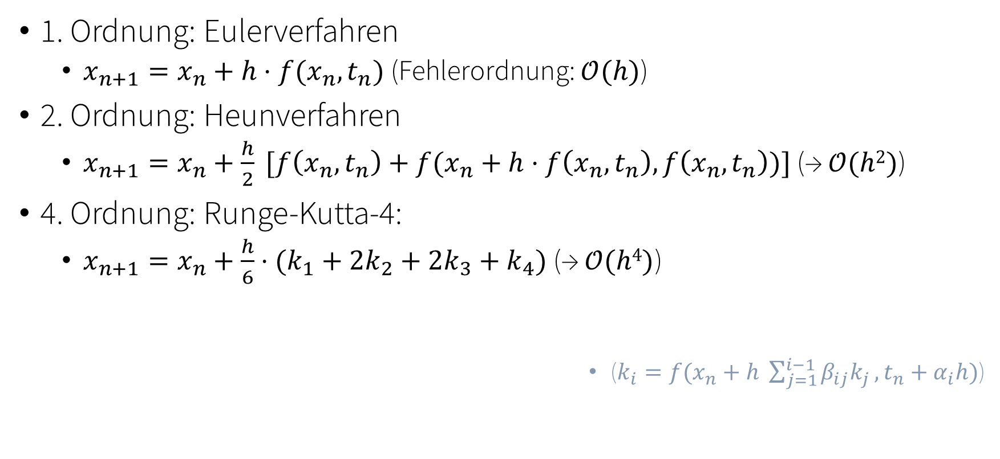 • 1. Ordnung: Eulerverfahren
• $x_{n+1} = x_n + h \cdot f(x_n, t_n)$ (Fehlerordnung: $\mathcal{O}(h)$)
• 2. Ordnung: Heunverfahren
• $x_{n+1} = x_n + \frac{h}{2} [f(x_n, t_n) + f(x_n + h \cdot f(x_n, t_n), f(x_n, t_n))]$ (→ $\mathcal{O}(h^2)$)
• 4. Ordnung: Runge-Kutta-4:
• $x_{n+1} = x_n + \frac{h}{6} \cdot (k_1 + 2k_2 + 2k_3 + k_4)$ (→ $\mathcal{O}(h^4)$)
• ($k_i = f(x_n + h \sum_{j=1}^{i-1} \beta_{ij} k_j, t_n + \alpha_i h)$)